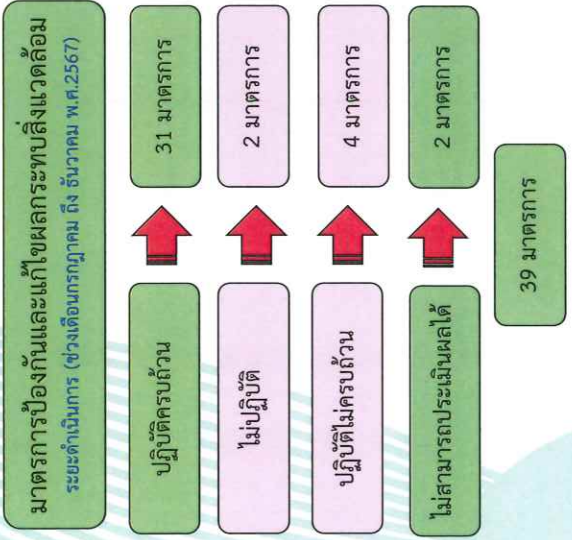 มาตรการป้องกันและแก้ไขผลกระทบสิ่งแวดล้อม
ระยะดำเนินการ (ช่วงเดือนกรกฎาคม ถึง ธันวาคม พ.ศ.2567)
ปฏิบัติครบถ้วน
31 มาตรการ
ไม่ปฏิบัติ
2 มาตรการ
ปฏิบัติไม่ครบถ้วน
4 มาตรการ
ไม่สามารถประเมินผลได้
2 มาตรการ
39 มาตรการ